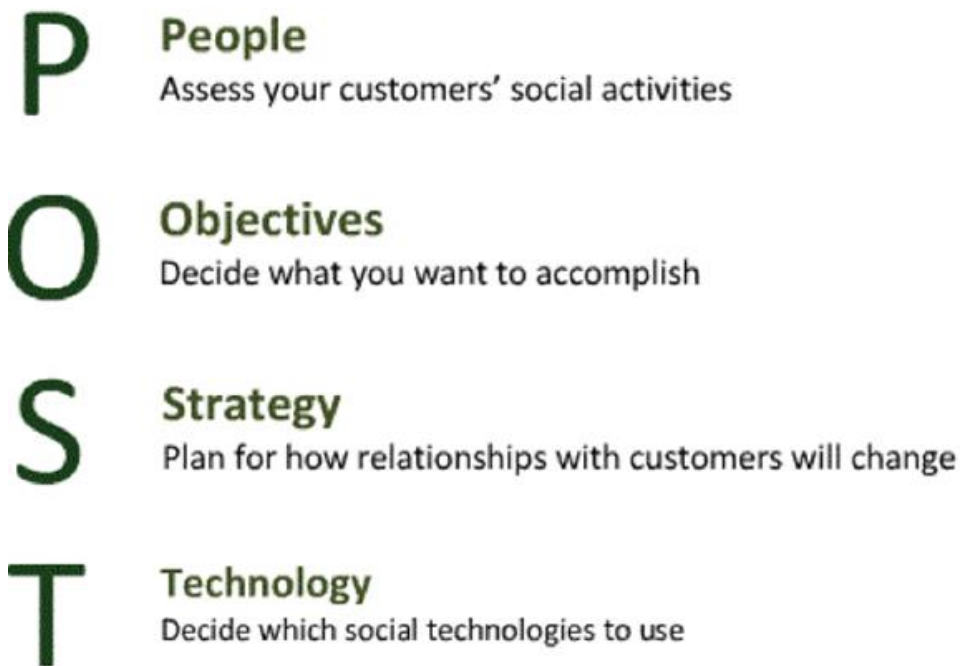 P
People
Assess your customers’ social activities
O
Objectives
Decide what you want to accomplish
S
Strategy
Plan for how relationships with customers will change
T
Technology
Decide which social technologies to use